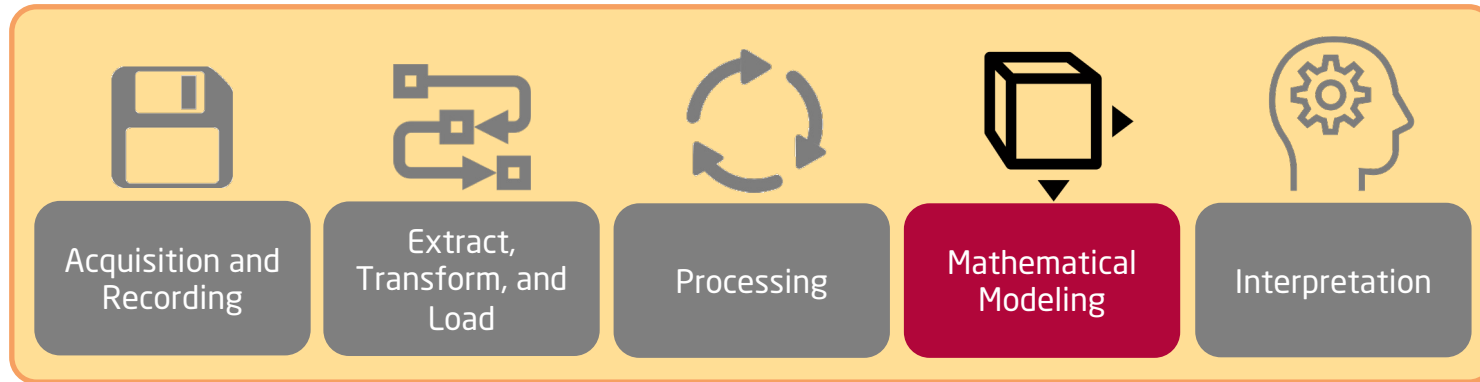 Acquisition and
Recording
Extract,
Transform, and
Load
Processing
Mathematical
Modeling
Interpretation